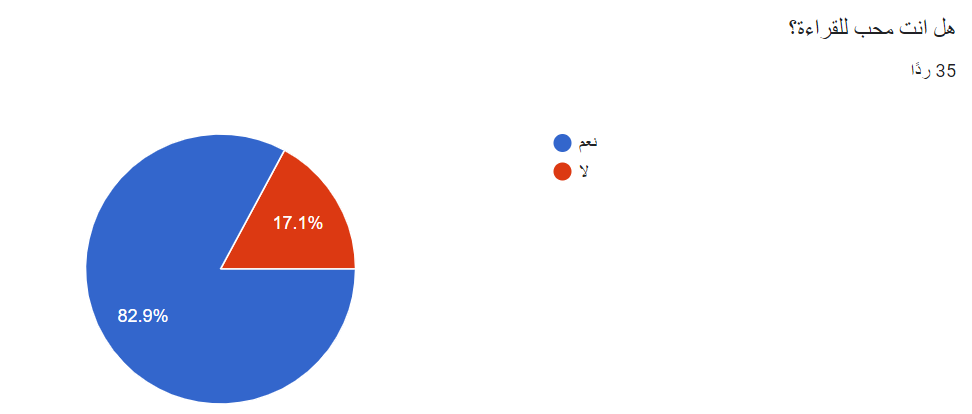 هل انت محب للقراءة؟
35 ردًا
نعم
لا
17.1%
82.9%